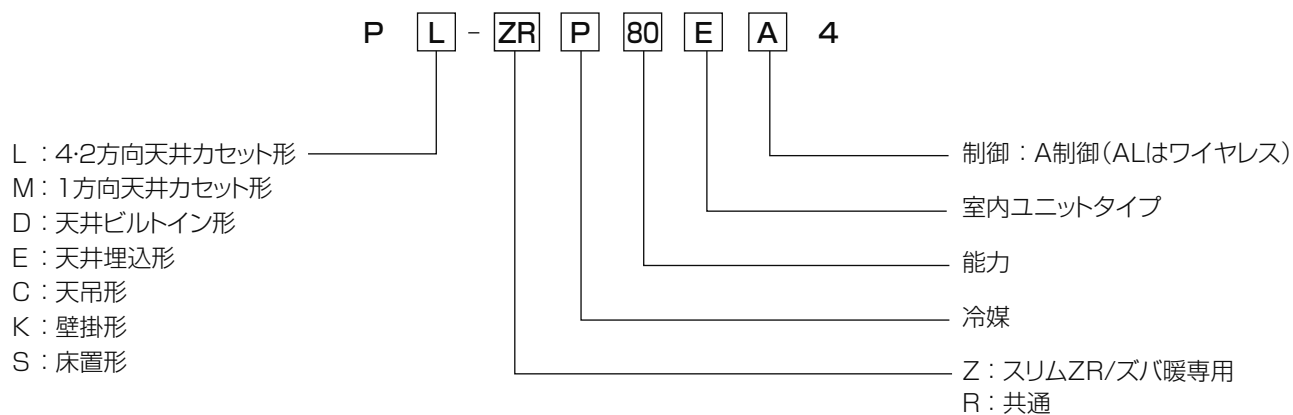 P L - ZR P 80 E A 4
L：4·2方向天井カセット形
M：1方向天井カセット形
D：天井ビルトイン形
E：天井埋込形
C：天吊形
K：壁掛形
S：床置形
制御：A制御（ALはワイヤレス）
室内ユニットタイプ
能力
冷媒
Z：スリムZR/ズバ暖専用
R：共通